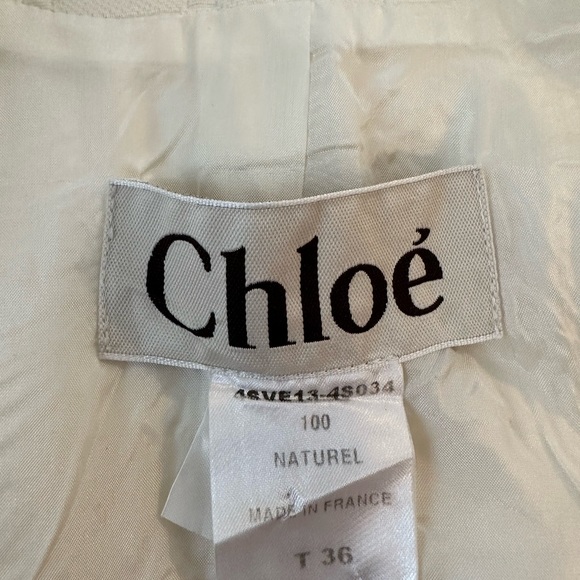 Chloé
4SVE13-4S034
100
NATUREL
MADE IN FRANCE
T 36